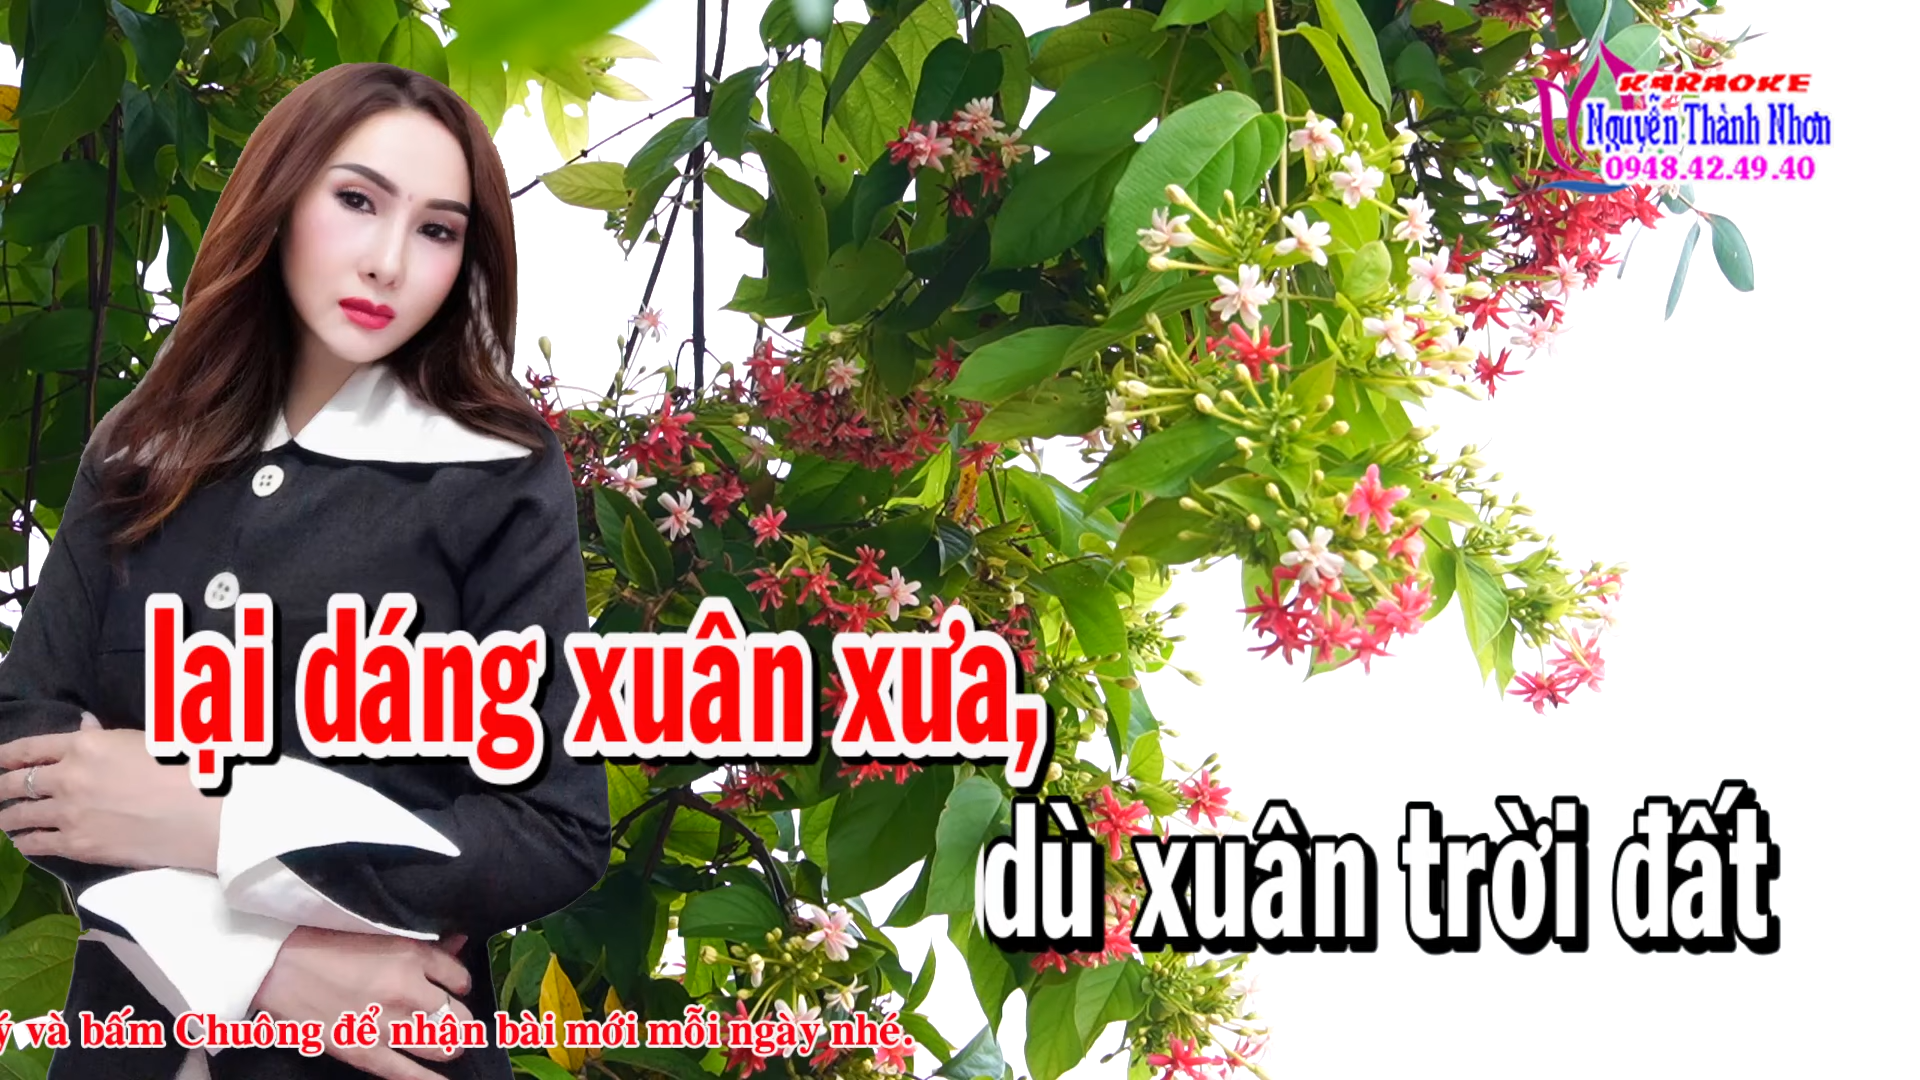 KARAOKE
Nguyễn Thành Nhơn
0948.42.49.40
lại dáng xuân xưa,
dù xuân trời đất
ý và bấm Chuông để nhận bài mới mỗi ngày nhé.